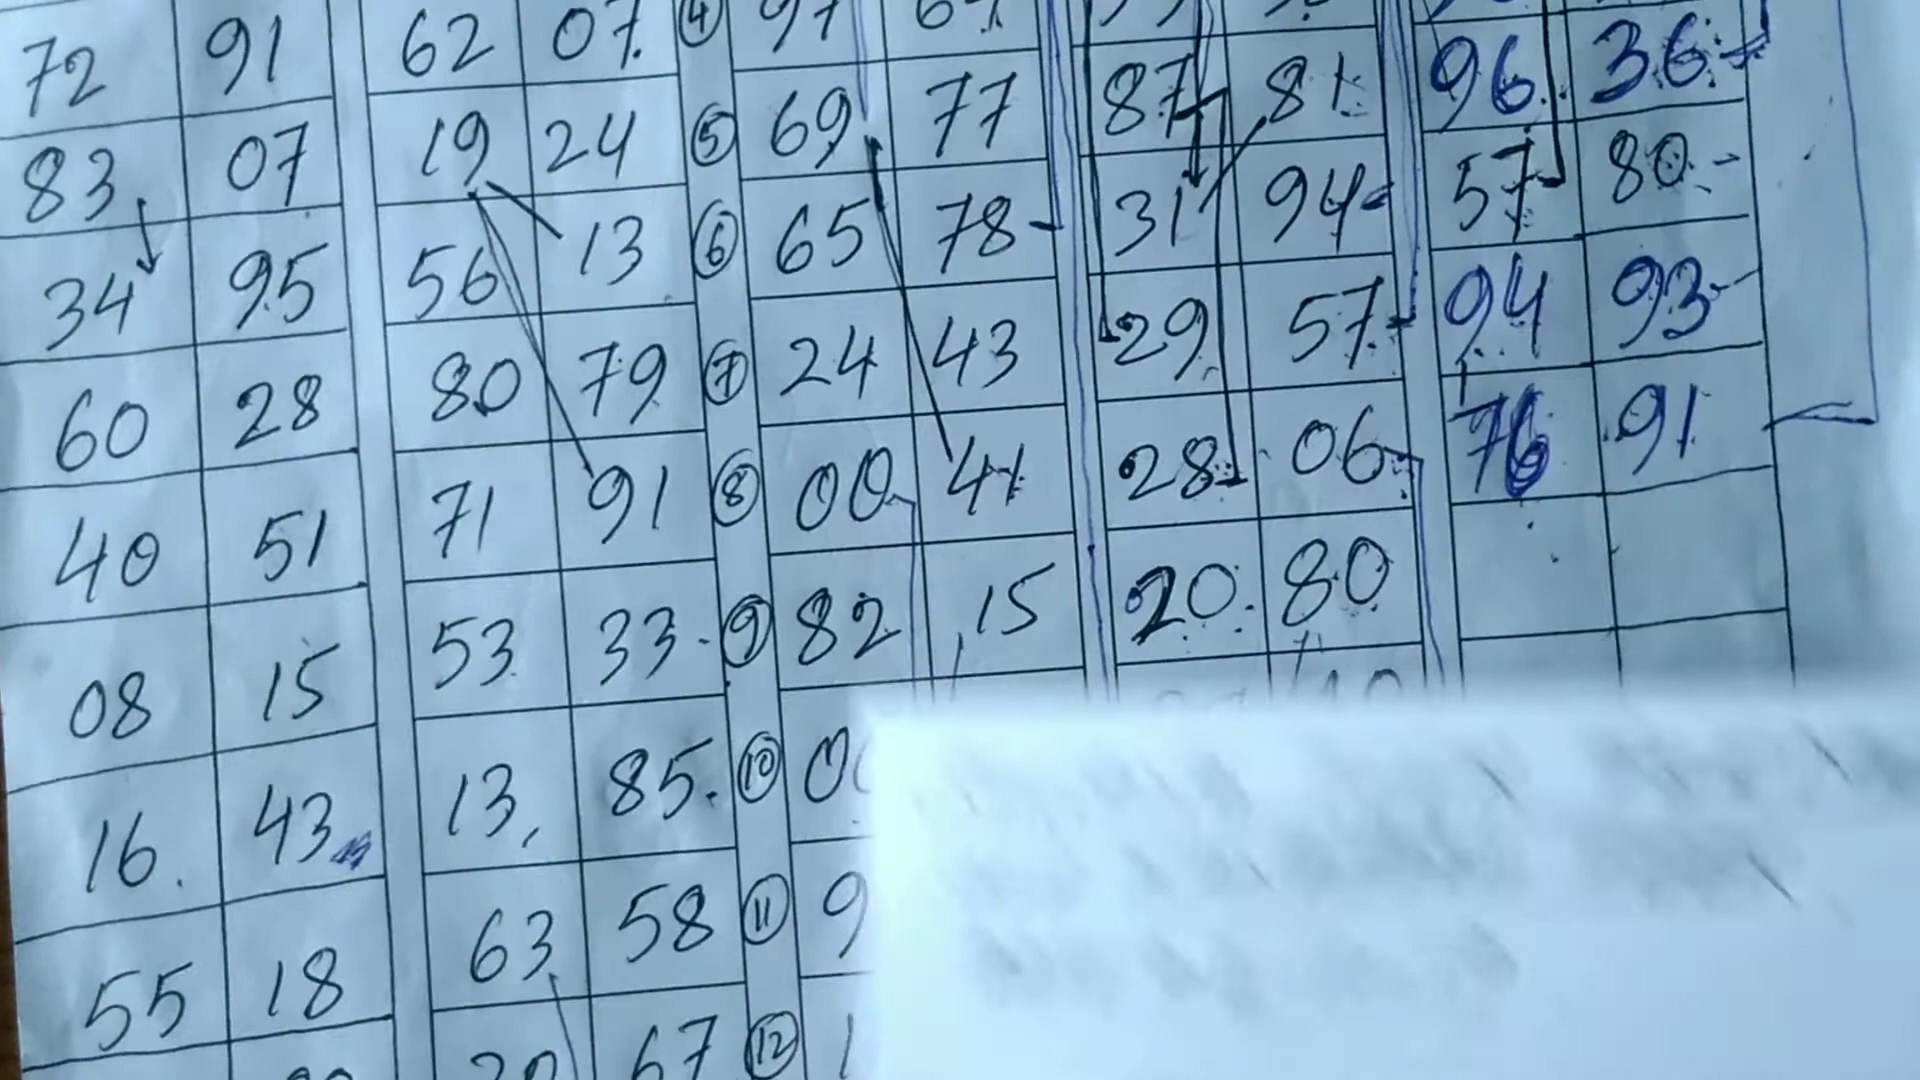 72 91 62 07. ④ 97
83 07 19 24 ⑤ 69 77 87 81 96 36
34 95 56 13 ⑥ 65 78 31 94 57 80
60 28 80 79 ⑦ 24 43 29 57 94 93
40 51 71 91 ⑧ 00 41 28 06 76 91
08 15 53 33. ⑨ 82 15 20. 80
16. 43 13, 85. ⑩
55 18 63 58 ⑪ 9
67 ⑫